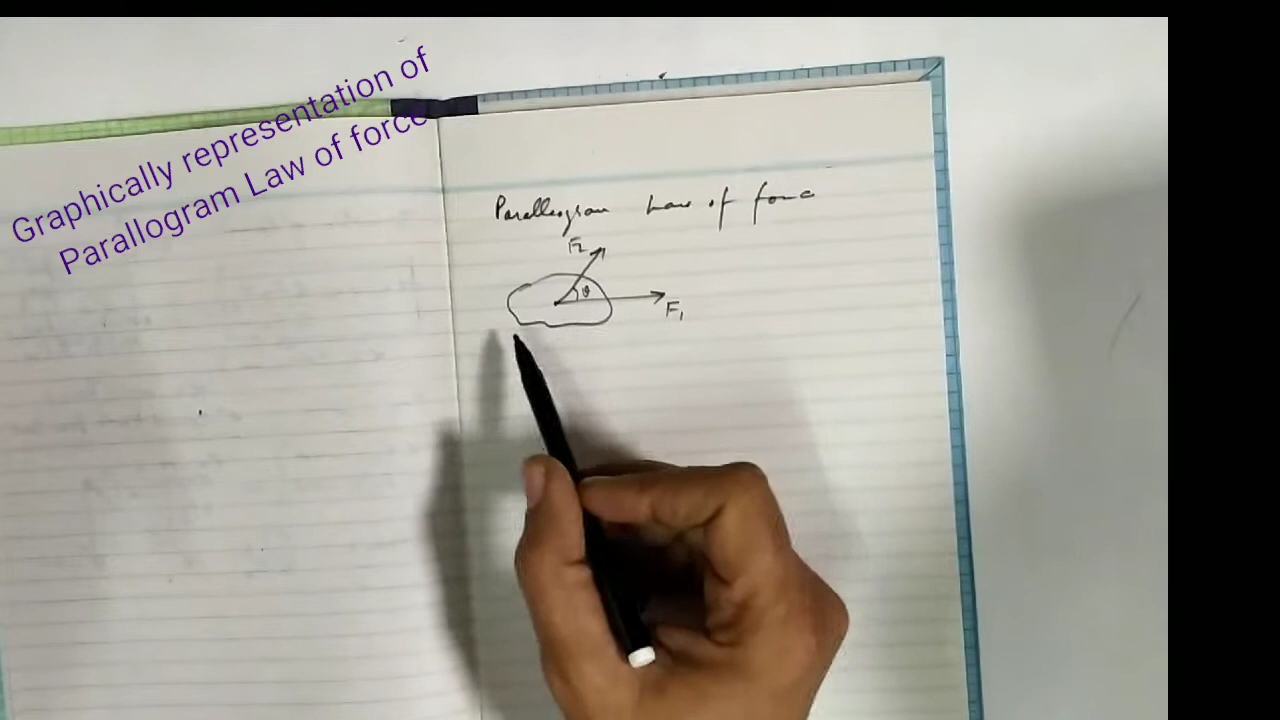 Graphically representation of
Parallogram Law of force
Parallogram Law of force
F2
θ
F1